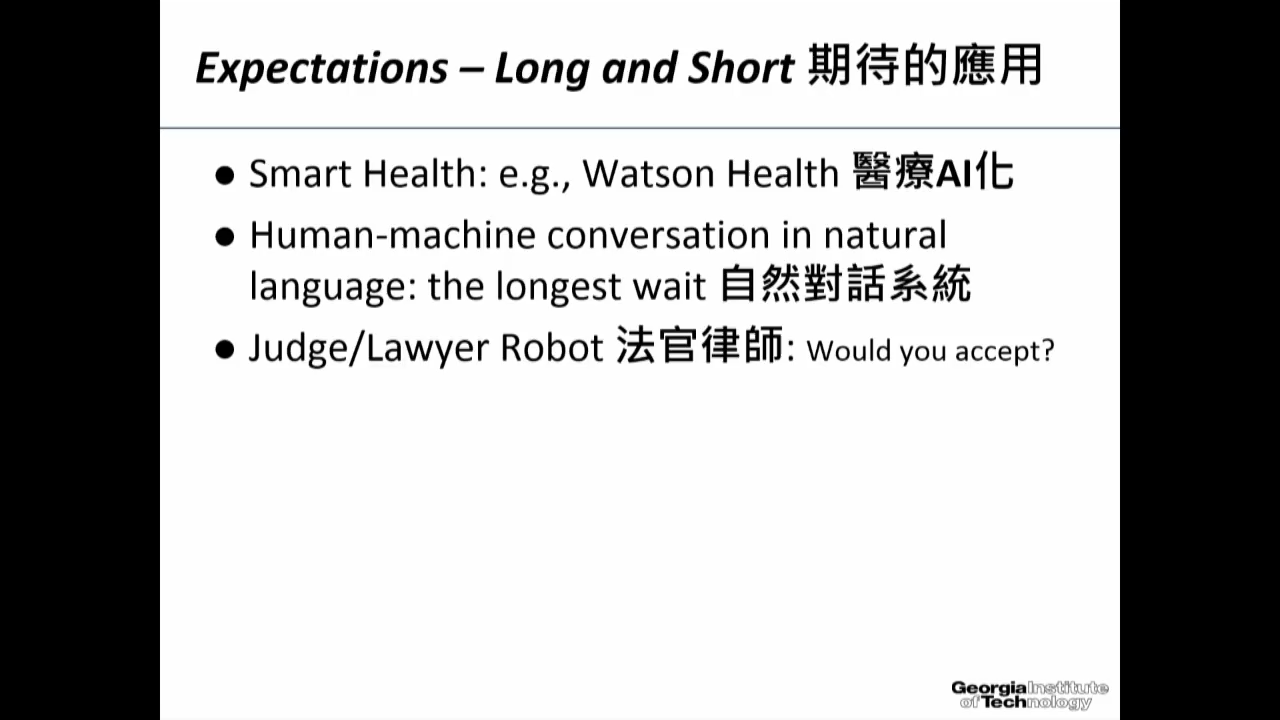 Expectations – Long and Short 期待的應用
● Smart Health: e.g., Watson Health 醫療AI化
● Human-machine conversation in natural
language: the longest wait 自然對話系統
● Judge/Lawyer Robot 法官律師: Would you accept?
Georgia Institute
of Technology